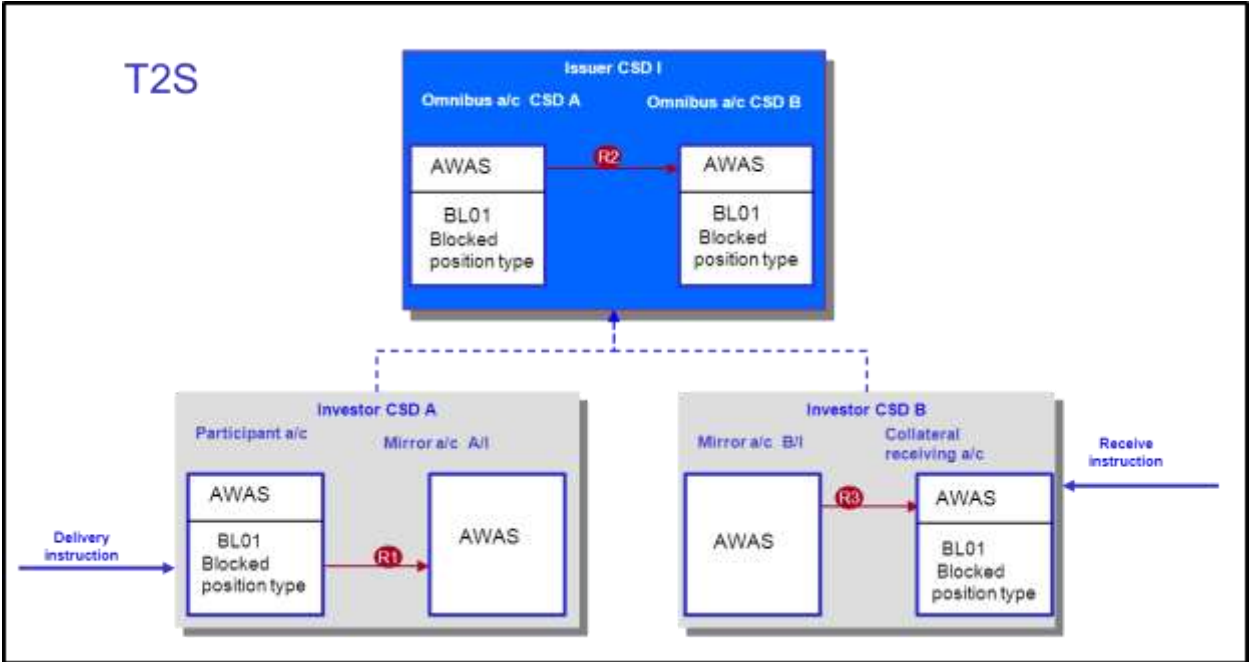 T2S
Issuer CSD I
Omnibus a/c CSD A
Omnibus a/c CSD B
AWAS
R2
AWAS
BL01
Blocked
position type
BL01
Blocked
position type
Investor CSD A
Participant a/c
Mirror a/c A/I
AWAS
BL01
Blocked
position type
R1
AWAS
Delivery
instruction
Investor CSD B
Mirror a/c B/I
Collateral
receiving a/c
AWAS
R3
AWAS
BL01
Blocked
position type
Receive
instruction